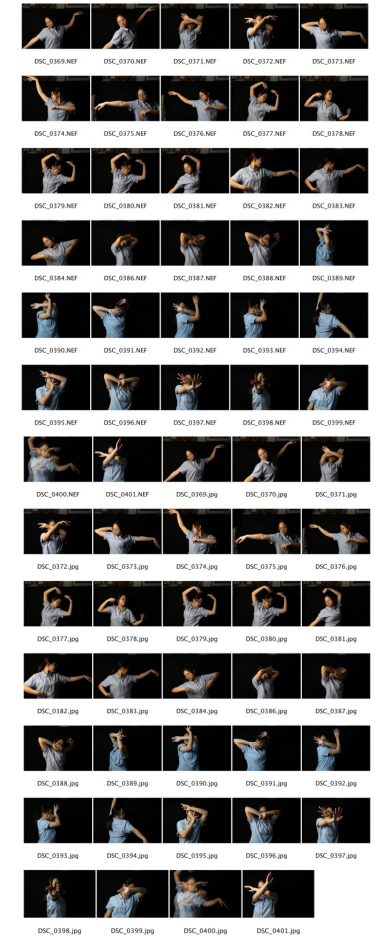 DSC_0369.NEF DSC_0370.NEF DSC_0371.NEF DSC_0372.NEF DSC_0373.NEF
DSC_0374.NEF DSC_0375.NEF DSC_0376.NEF DSC_0377.NEF DSC_0378.NEF
DSC_0379.NEF DSC_0380.NEF DSC_0381.NEF DSC_0382.NEF DSC_0383.NEF
DSC_0384.NEF DSC_0386.NEF DSC_0387.NEF DSC_0388.NEF DSC_0389.NEF
DSC_0390.NEF DSC_0391.NEF DSC_0392.NEF DSC_0393.NEF DSC_0394.NEF
DSC_0395.NEF DSC_0396.NEF DSC_0397.NEF DSC_0398.NEF DSC_0399.NEF
DSC_0400.NEF DSC_0401.NEF DSC_0369.jpg DSC_0370.jpg DSC_0371.jpg
DSC_0372.jpg DSC_0373.jpg DSC_0374.jpg DSC_0375.jpg DSC_0376.jpg
DSC_0377.jpg DSC_0378.jpg DSC_0379.jpg DSC_0380.jpg DSC_0381.jpg
DSC_0382.jpg DSC_0383.jpg DSC_0384.jpg DSC_0386.jpg DSC_0387.jpg
DSC_0388.jpg DSC_0389.jpg DSC_0390.jpg DSC_0391.jpg DSC_0392.jpg
DSC_0393.jpg DSC_0394.jpg DSC_0395.jpg DSC_0396.jpg DSC_0397.jpg
DSC_0398.jpg DSC_0399.jpg DSC_0400.jpg DSC_0401.jpg